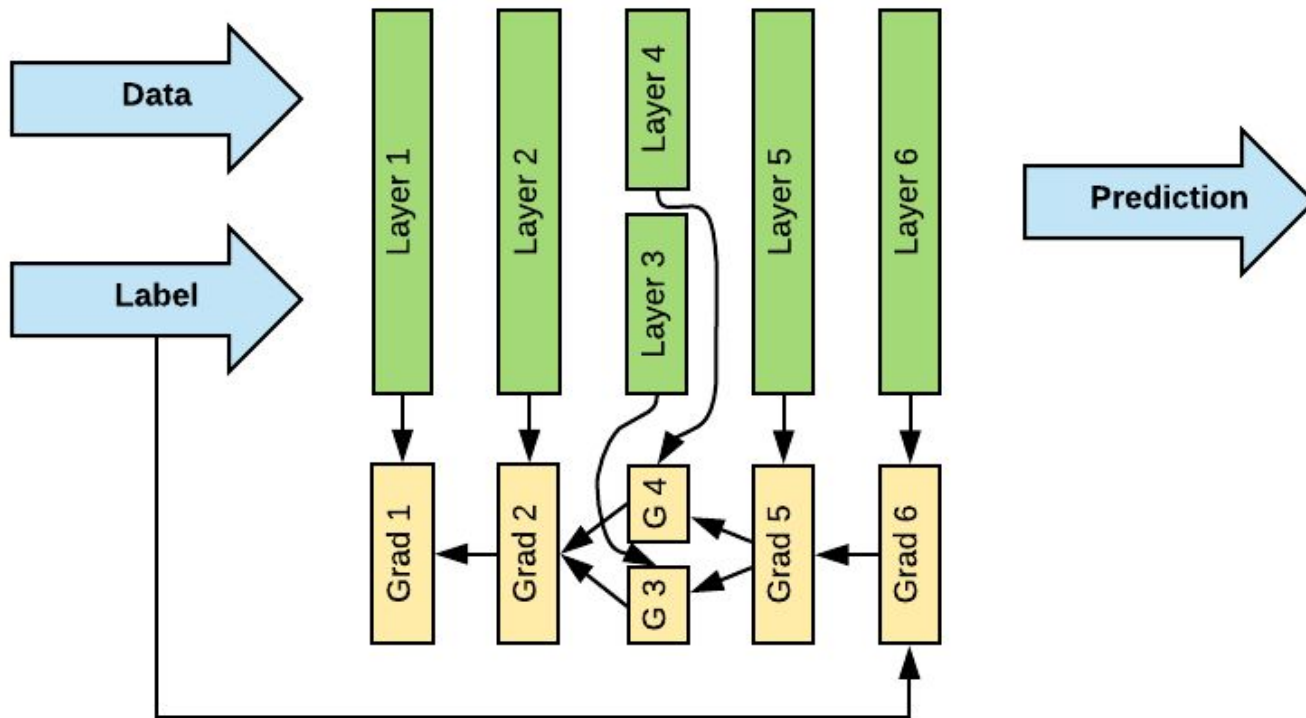 Data
Label
Layer 1
Layer 2
Layer 4
Layer 3
Layer 5
Layer 6
Prediction
Grad 1
Grad 2
G 4
G 3
Grad 5
Grad 6